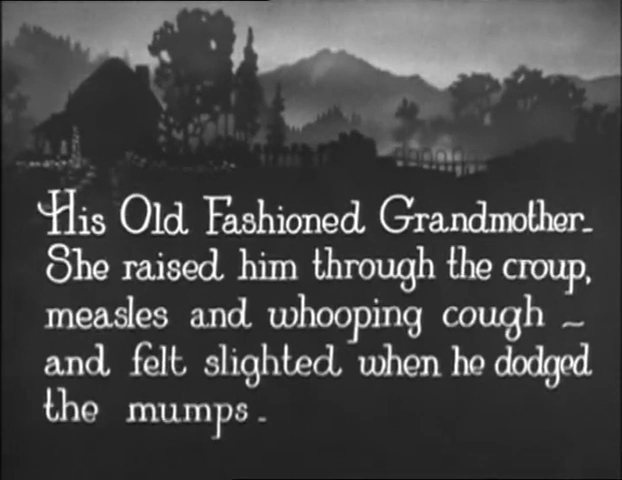 His Old Fashioned Grandmother-
She raised him through the croup,
measles and whooping cough ~
and felt slighted when he dodged
the mumps-